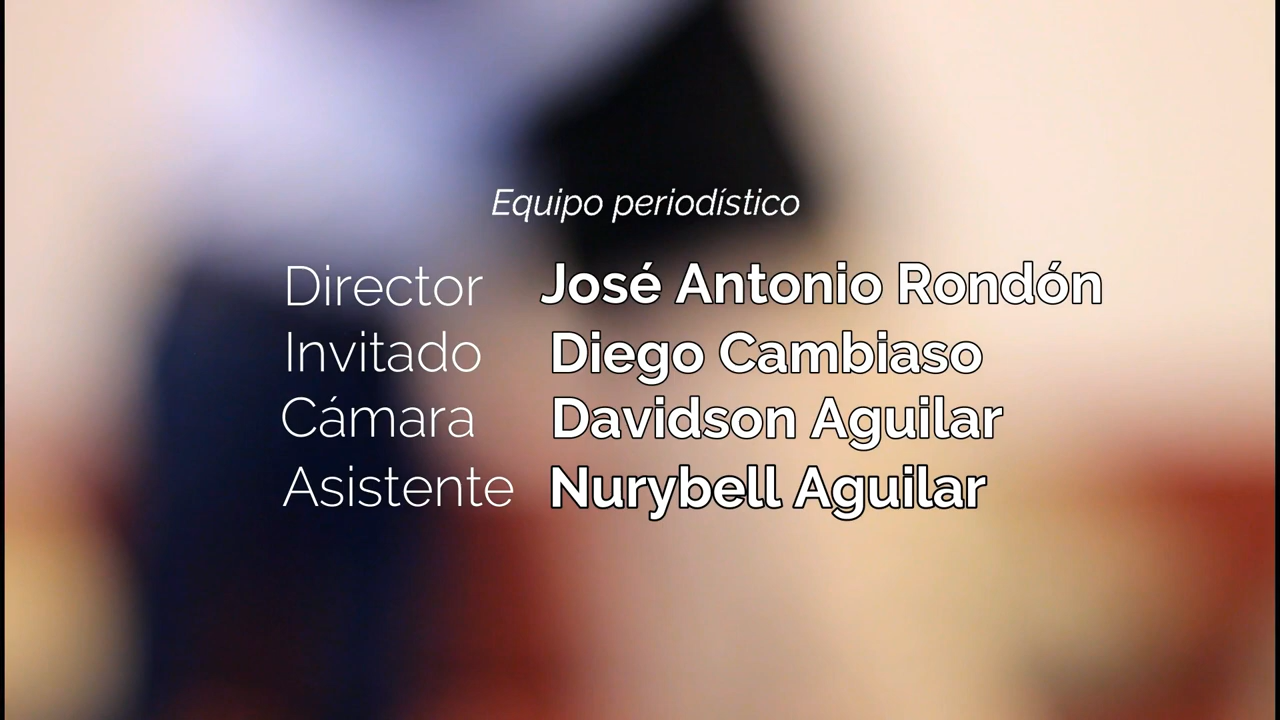 Equipo periodístico
Director José Antonio Rondón
Invitado Diego Cambiaso
Cámara Davidson Aguilar
Asistente Nurybell Aguilar